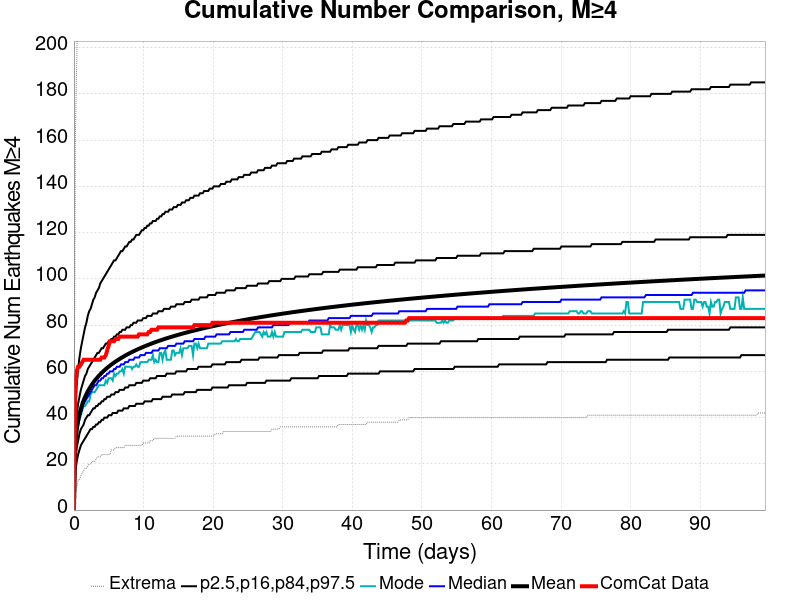 Cumulative Number Comparison, M≥4
Cumulative Num Earthquakes M≥4
200
180
160
140
120
100
80
60
40
20
0
0 10 20 30 40 50 60 70 80 90
Time (days)
Extrema p2.5,p16,p84,p97.5 Mode Median Mean ComCat Data